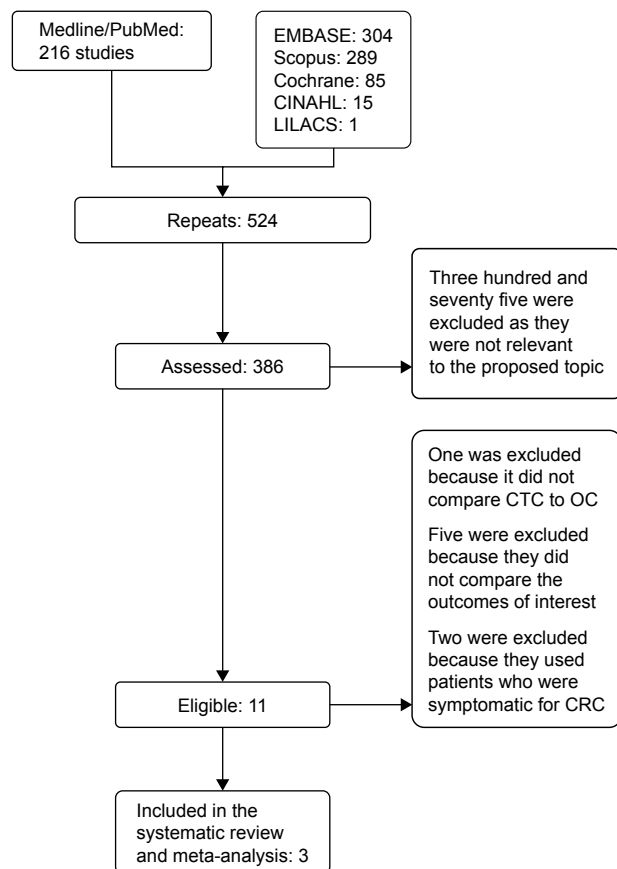 Medline/PubMed:
216 studies
EMBASE: 304
Scopus: 289
Cochrane: 85
CINAHL: 15
LILACS: 1
Repeats: 524
Three hundred and
seventy five were
excluded as they
were not relevant
to the proposed topic
Assessed: 386
One was excluded
because it did not
compare CTC to OC
Five were excluded
because they did
not compare the
outcomes of interest
Two were excluded
because they used
patients who were
symptomatic for CRC
Eligible: 11
Included in the
systematic review
and meta-analysis: 3